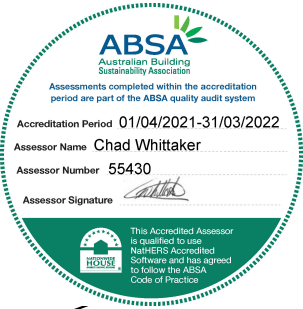 ABSA
Australian Building
Sustainability Association
Assessments completed within the accreditation
period are part of the ABSA quality audit system
Accreditation Period 01/04/2021-31/03/2022
Assessor Name Chad Whittaker
Assessor Number 55430
Assessor Signature
This Accredited Assessor
is qualified to use
NatHERS Accredited
Software and has agreed
to follow the ABSA
Code of Practice
NATIONWIDE
HOUSE